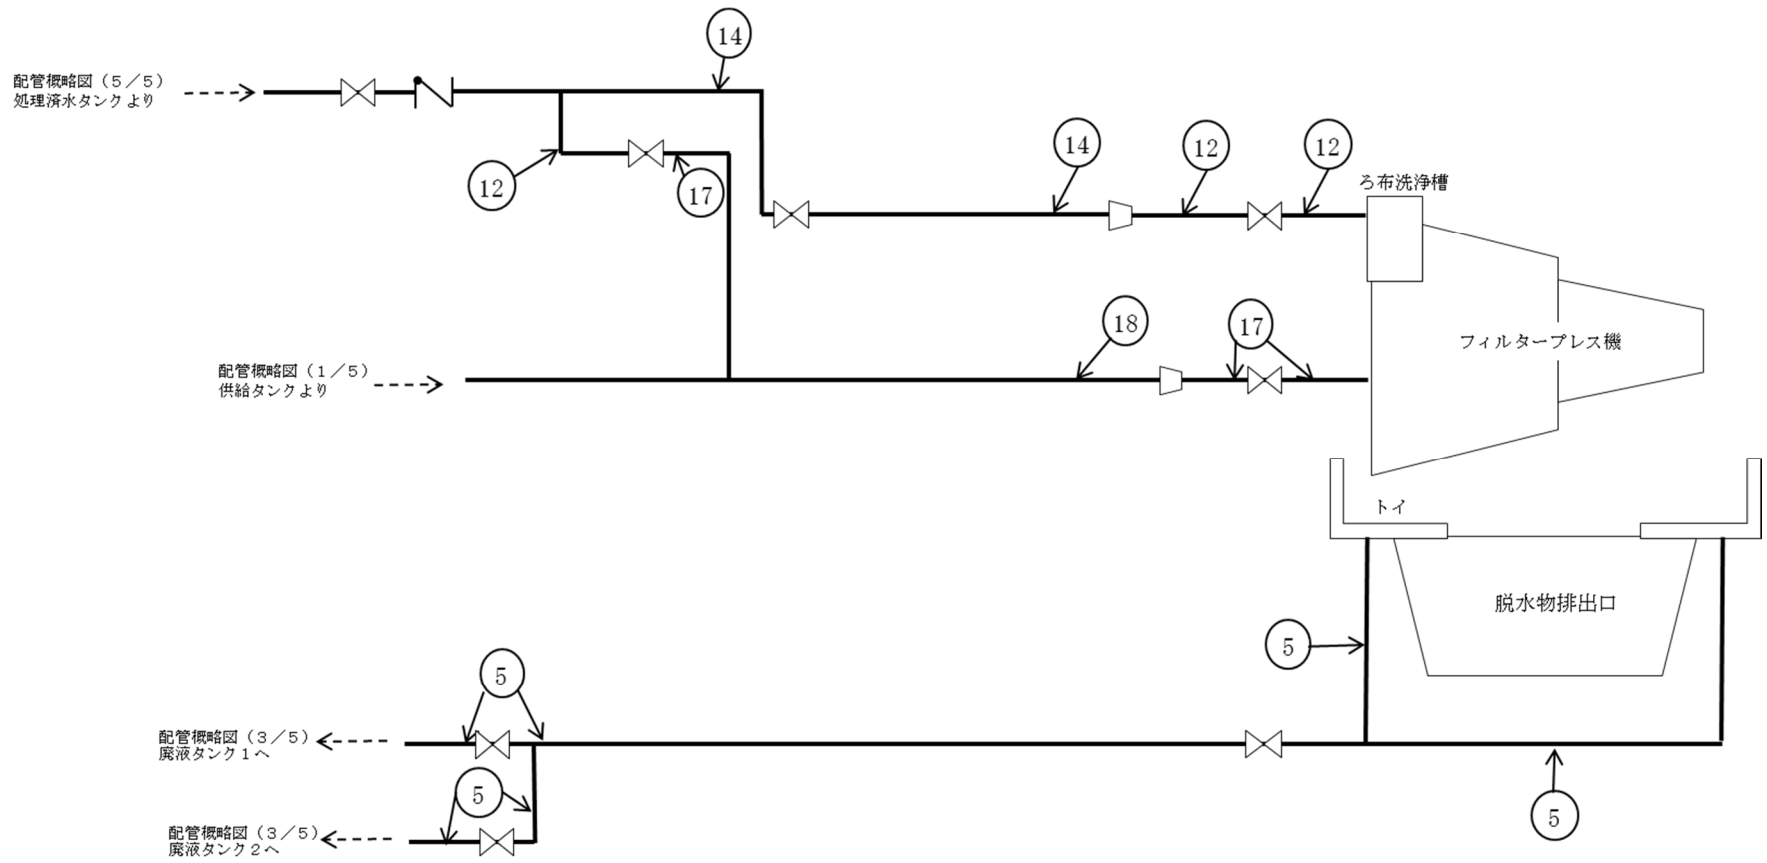 14
配管概略図（５／５）
処理済水タンクより
14
12
12
12
17
ろ布洗浄槽
18
17
フィルタープレス機
配管概略図（１／５）
供給タンクより
トイ
脱水物排出口
5
5
配管概略図（３／５）
廃液タンク１へ
5
5
配管概略図（３／５）
廃液タンク２へ